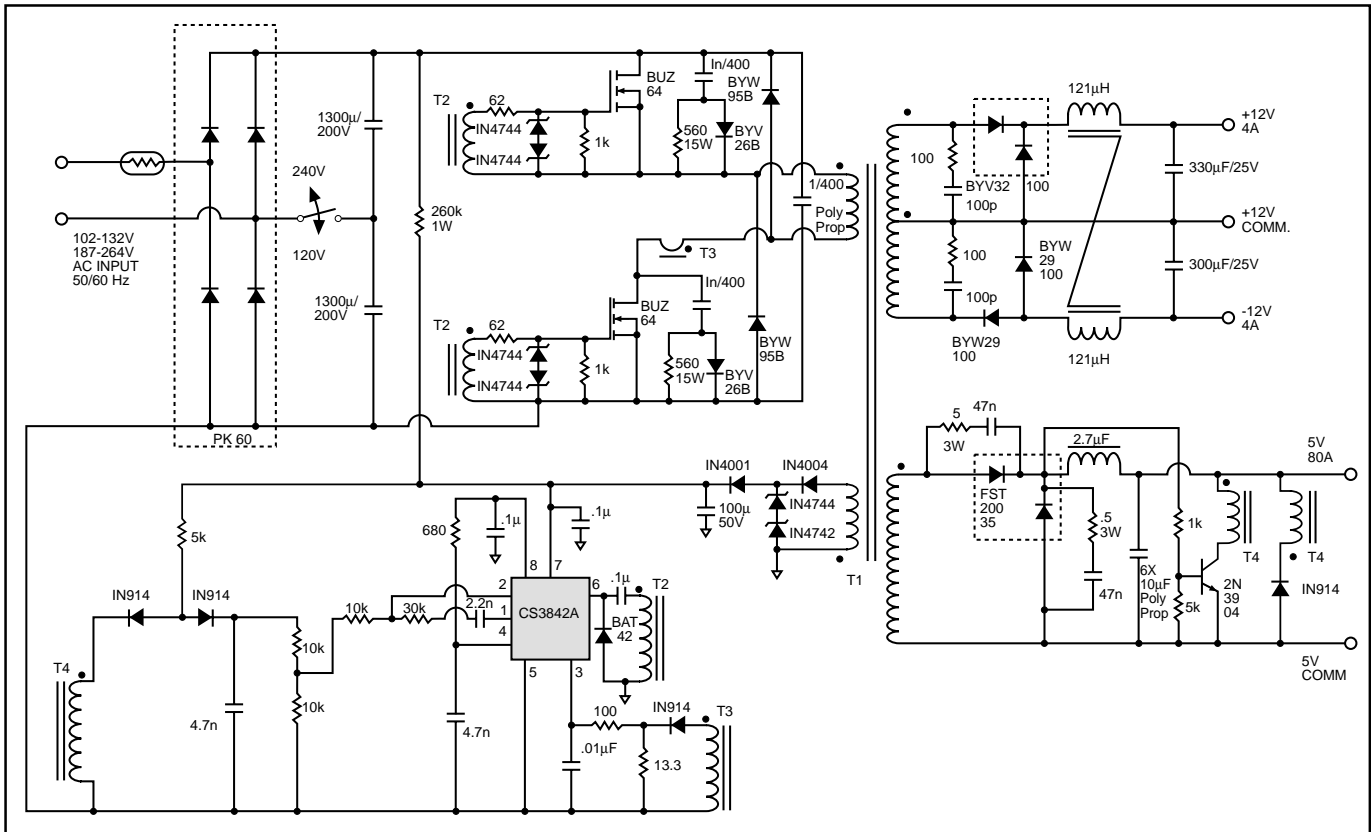 PK 60
240V
120V
102-132V
187-264V
AC INPUT
50/60 Hz
1300µ/
200V
1300µ/
200V
260k
1W
T2
62
IN4744
IN4744
1k
BUZ
64
In/400
560
15W
BYV
26B
BYW
95B
1/400
Poly
Prop
T3
T2
62
IN4744
IN4744
1k
BUZ
64
In/400
560
15W
BYV
26B
BYW
95B
T1
100
BYV32
100p
100
121µH
+12V
4A
330µF/25V
+12V
COMM.
100
100p
BYW
29
100
BYW29
100
300µF/25V
-12V
4A
121µH
5
3W
47n
FST
200
35
2.7µF
.5
3W
47n
6X
10µF
Poly
Prop
1k
5k
2N
39
04
T4
T4
IN914
5V
80A
5V
COMM
IN4001
IN4004
IN4744
IN4742
100µ
50V
5k
IN914
IN914
T4
4.7n
10k
10k
10k
30k
2.2n
680
.1µ
.1µ
8
7
2
1
4
6
5
3
CS3842A
.1µ
T2
BAT
42
4.7n
.01µF
100
IN914
13.3
T3